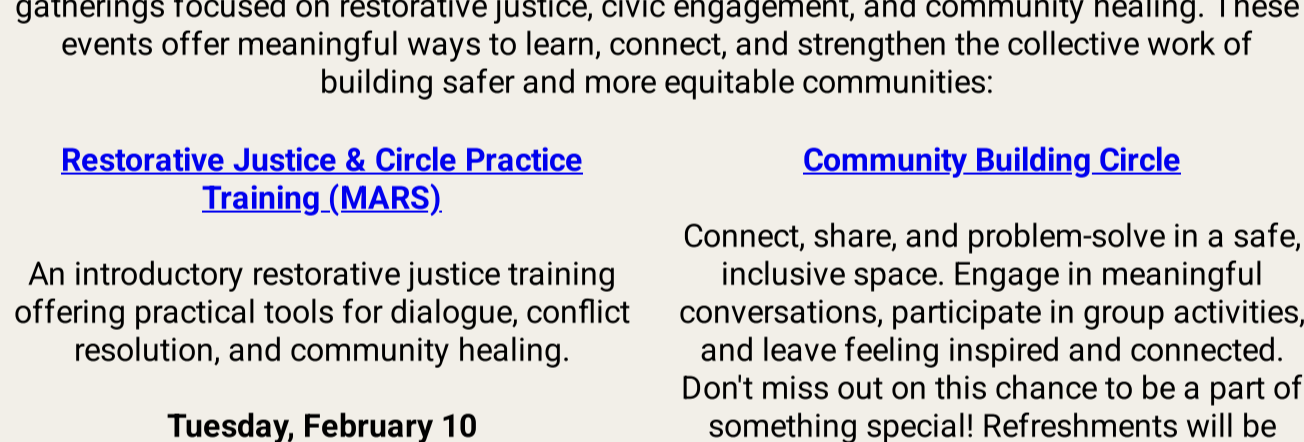 gatherings focused on restorative justice, civic engagement, and community healing. These
events offer meaningful ways to learn, connect, and strengthen the collective work of
building safer and more equitable communities:
Restorative Justice & Circle Practice
Training (MARS)
An introductory restorative justice training
offering practical tools for dialogue, conflict
resolution, and community healing.
Tuesday, February 10
Community Building Circle
Connect, share, and problem-solve in a safe,
inclusive space. Engage in meaningful
conversations, participate in group activities,
and leave feeling inspired and connected.
Don't miss out on this chance to be a part of
something special! Refreshments will be